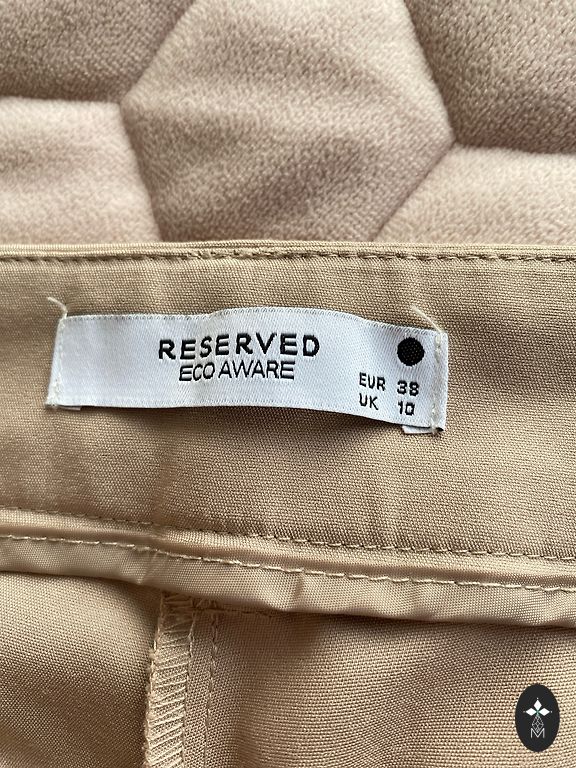 RESERVED
ECO AWARE
EUR 38
UK 10
M